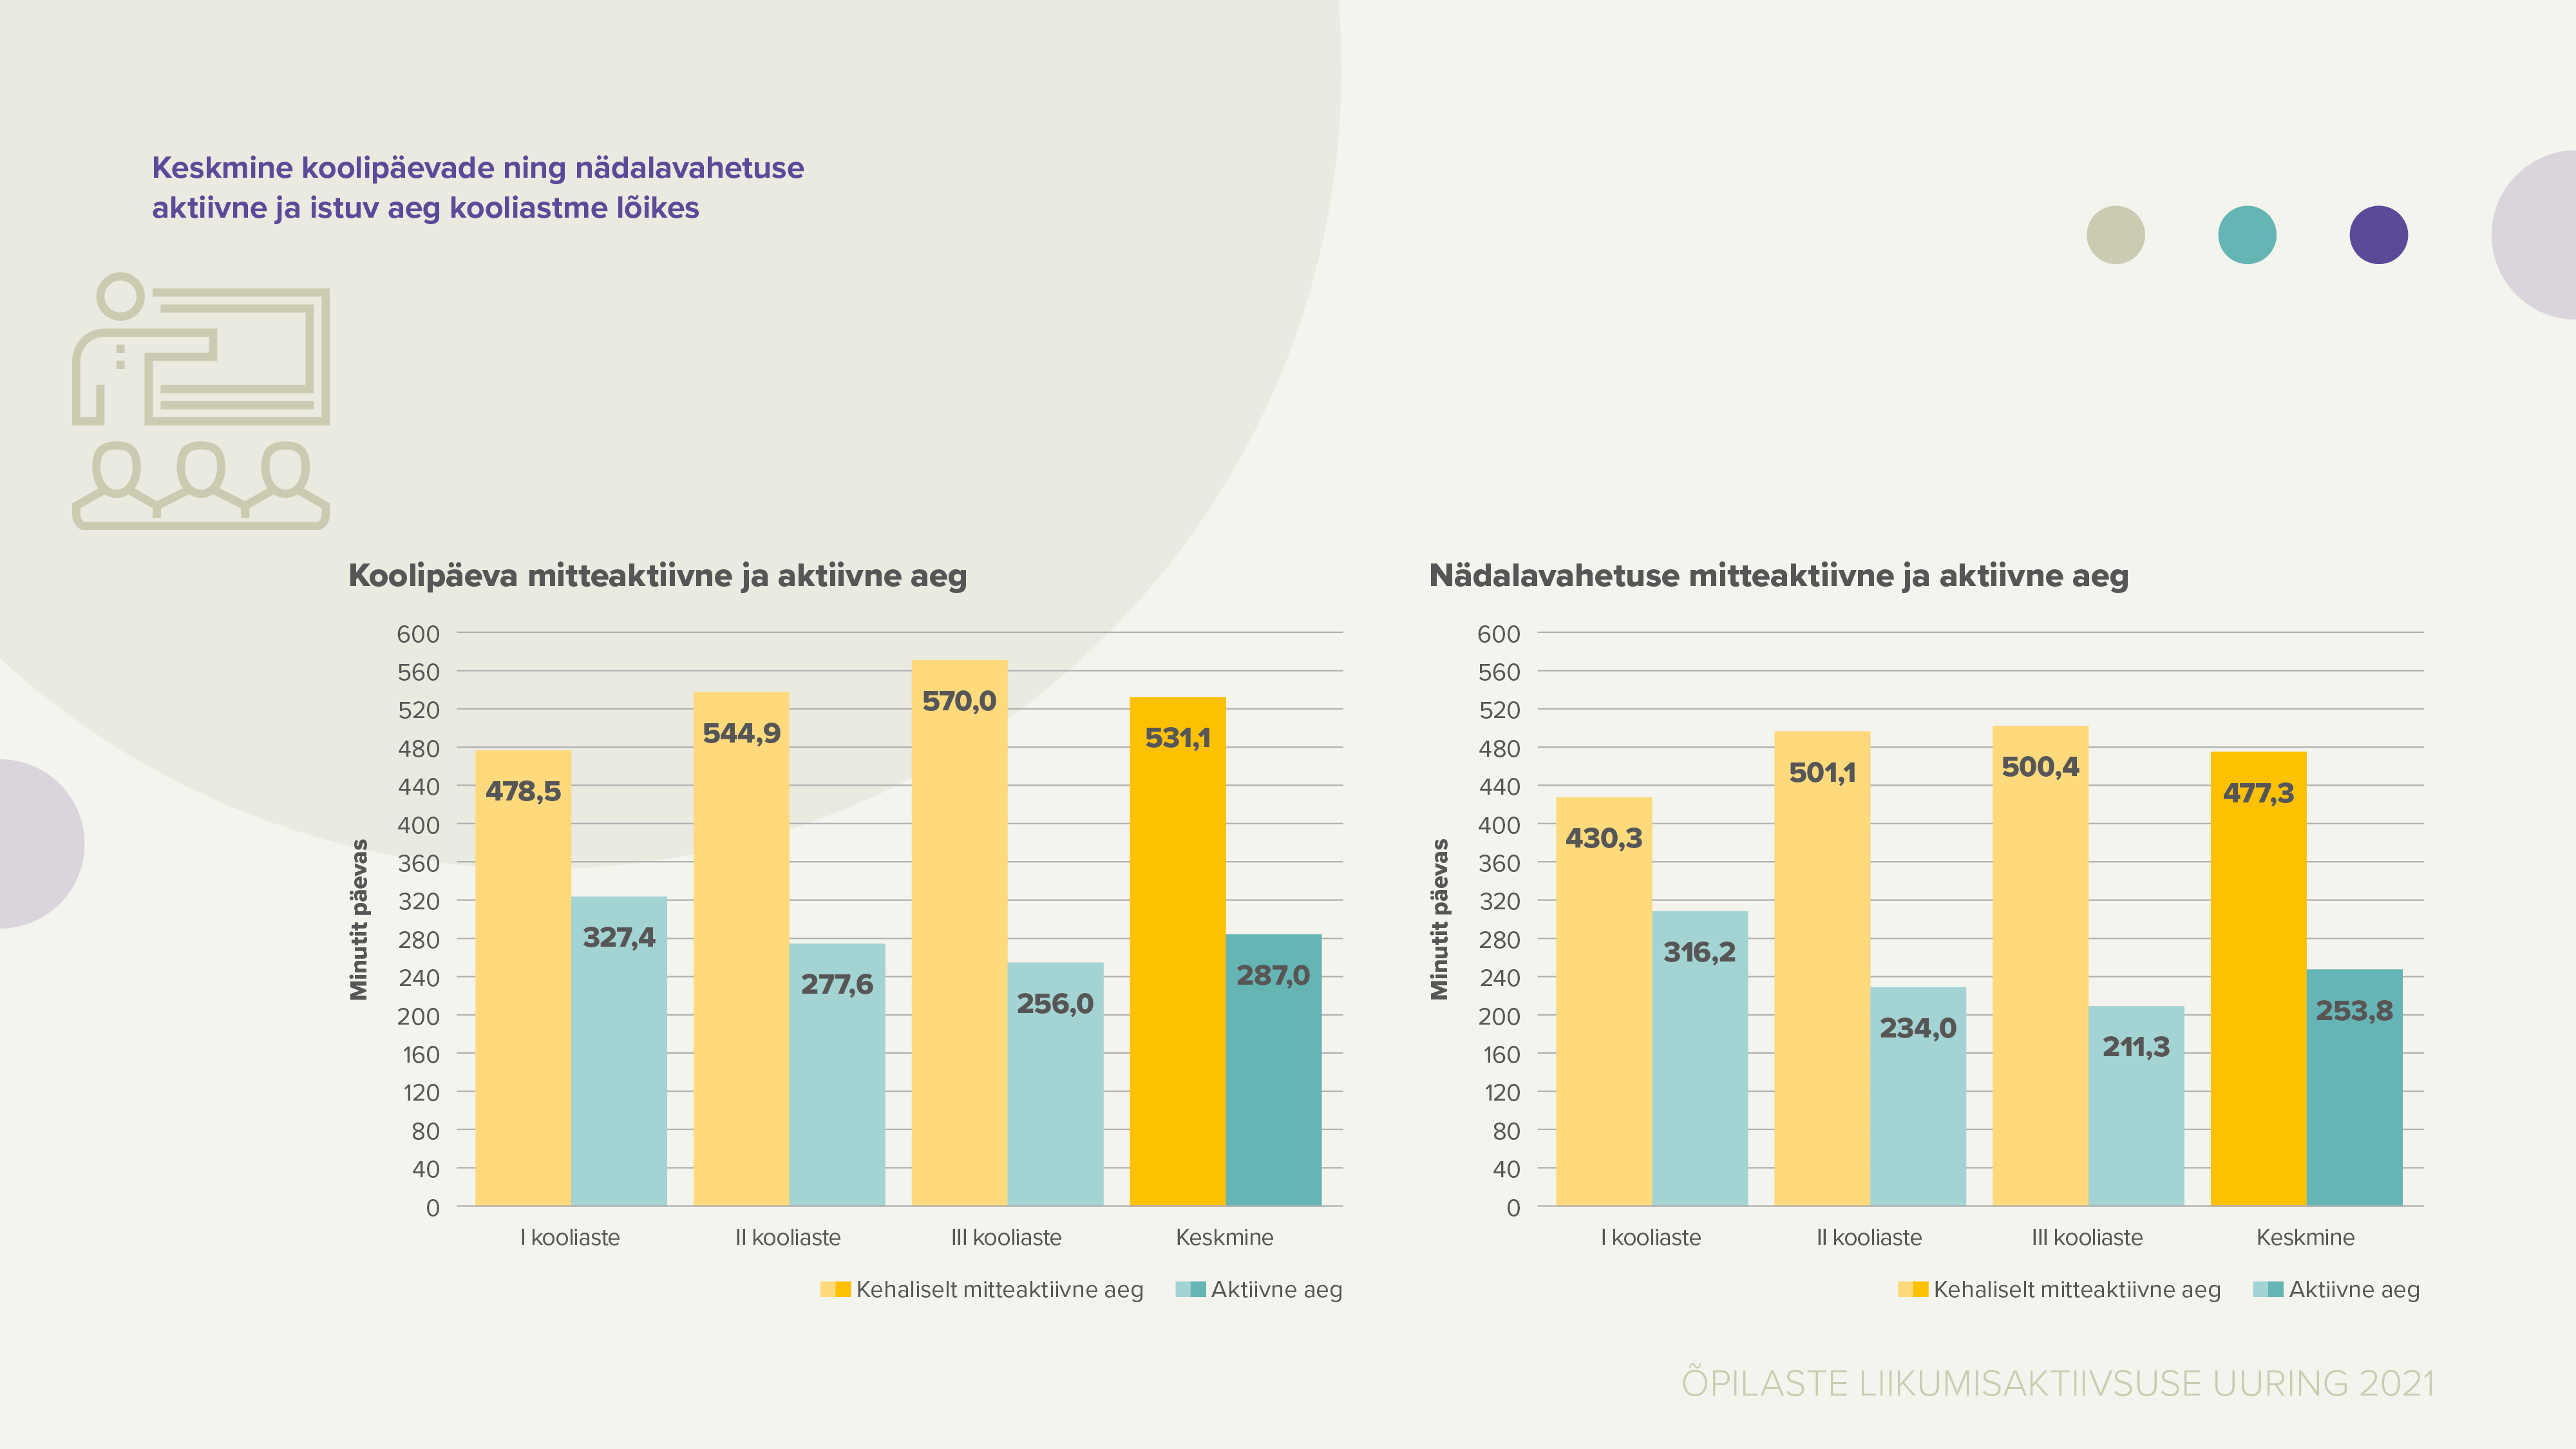 Keskmine koolipäevade ning nädalavahetuse
aktiivne ja istuv aeg kooliastme lõikes
Koolipäeva mitteaktiivne ja aktiivne aeg
Minutit päevas
600
560
520
480
440
400
360
320
280
240
200
160
120
80
40
0
478,5
327,4
544,9
277,6
570,0
256,0
531,1
287,0
I kooliaste
II kooliaste
III kooliaste
Keskmine
Kehaliselt mitteaktiivne aeg
Aktiivne aeg
Nädalavahetuse mitteaktiivne ja aktiivne aeg
Minutit päevas
600
560
520
480
440
400
360
320
280
240
200
160
120
80
40
0
430,3
316,2
501,1
234,0
500,4
211,3
477,3
253,8
I kooliaste
II kooliaste
III kooliaste
Keskmine
Kehaliselt mitteaktiivne aeg
Aktiivne aeg
ÕPILASTE LIIKUMISAKTIIVSUSE UURING 2021